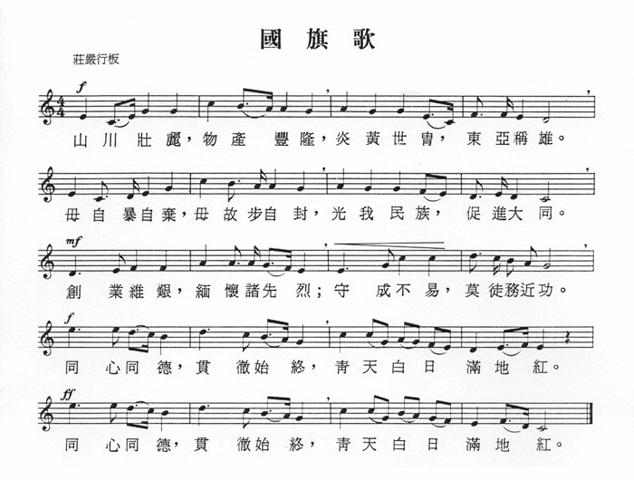 國旗歌
莊嚴行板
f
山川壯麗，物產豐隆，炎黃世冑，東亞稱雄。
毋自暴自棄，毋故步自封，光我民族，促進大同。
mf
創業維艱，緬懷諸先烈；守成不易，莫徒務近功。
f
同心同德，貫徹始終，青天白日滿地紅。
ff
同心同德，貫徹始終，青天白日滿地紅。